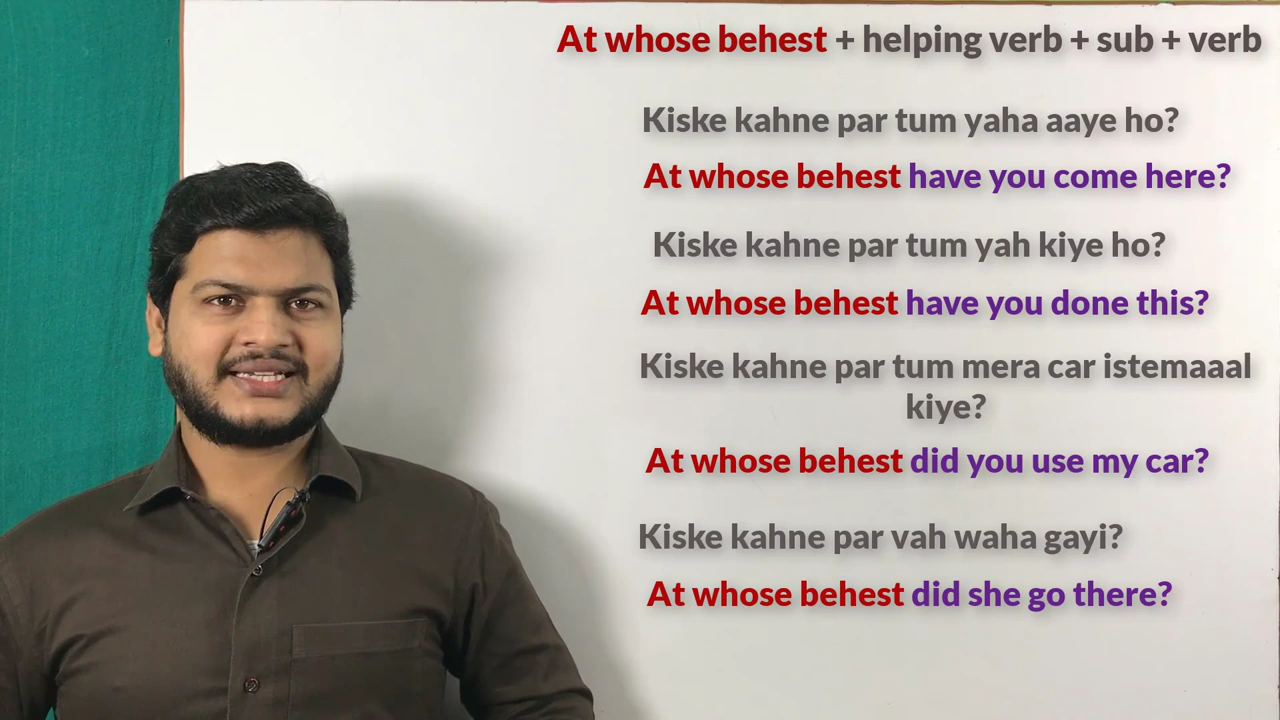 At whose behest + helping verb + sub + verb
Kiske kahne par tum yaha aaye ho?
At whose behest have you come here?
Kiske kahne par tum yah kiye ho?
At whose behest have you done this?
Kiske kahne par tum mera car istemaaal
kiye?
At whose behest did you use my car?
Kiske kahne par vah waha gayi?
At whose behest did she go there?